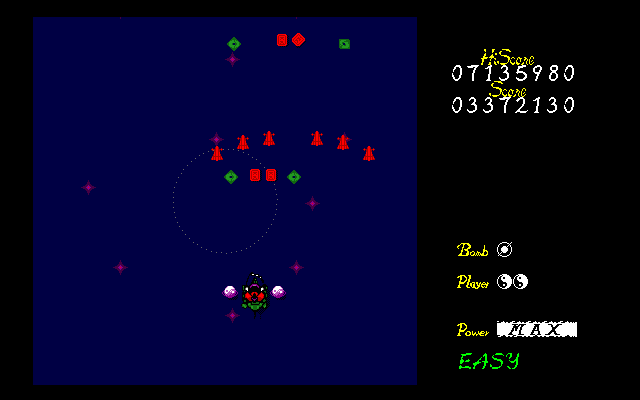 HiScore
07135980
Score
03372130
Bomb
Player
Power MAX
EASY